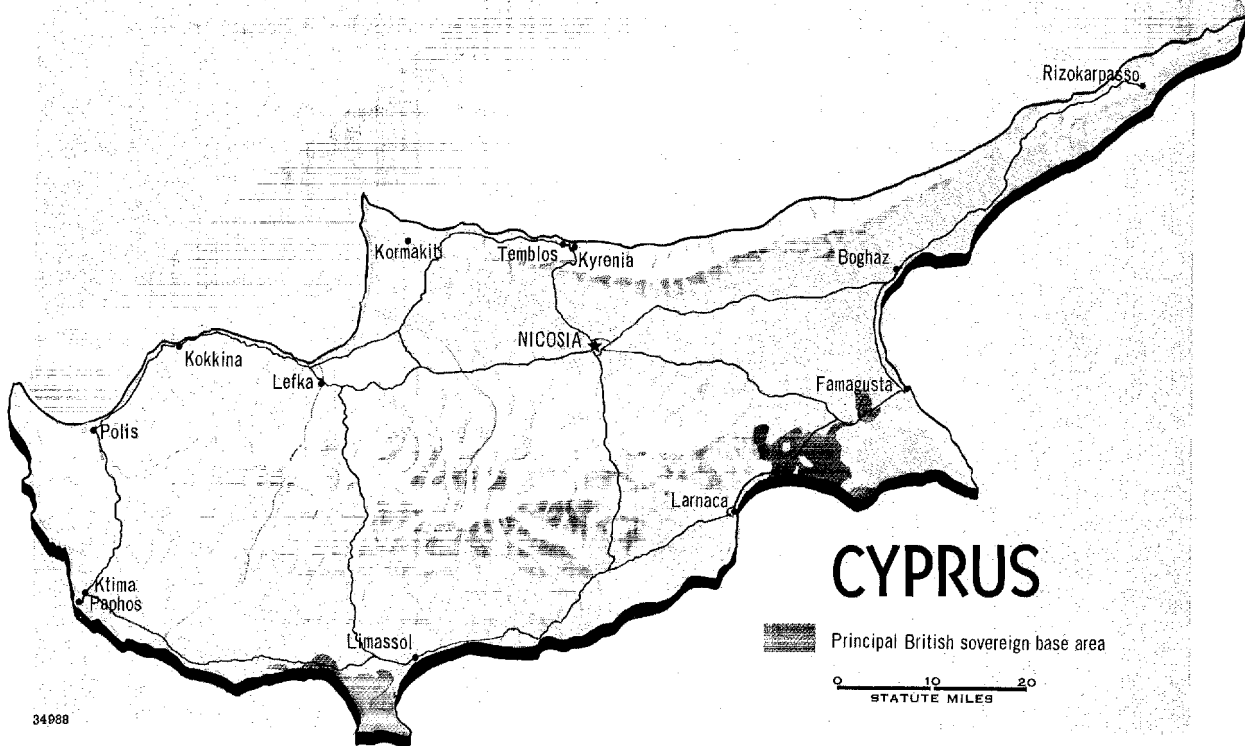 Rizokarpasso
Kormakiti
Temblos
Kyrenia
Boghaz
NICOSIA
Kokkina
Lefka
Famagusta
Polis
Larnaca
CYPRUS
Ktima
Paphos
Limassol
Principal British sovereign base area
0 10 20
STATUTE MILES
34988